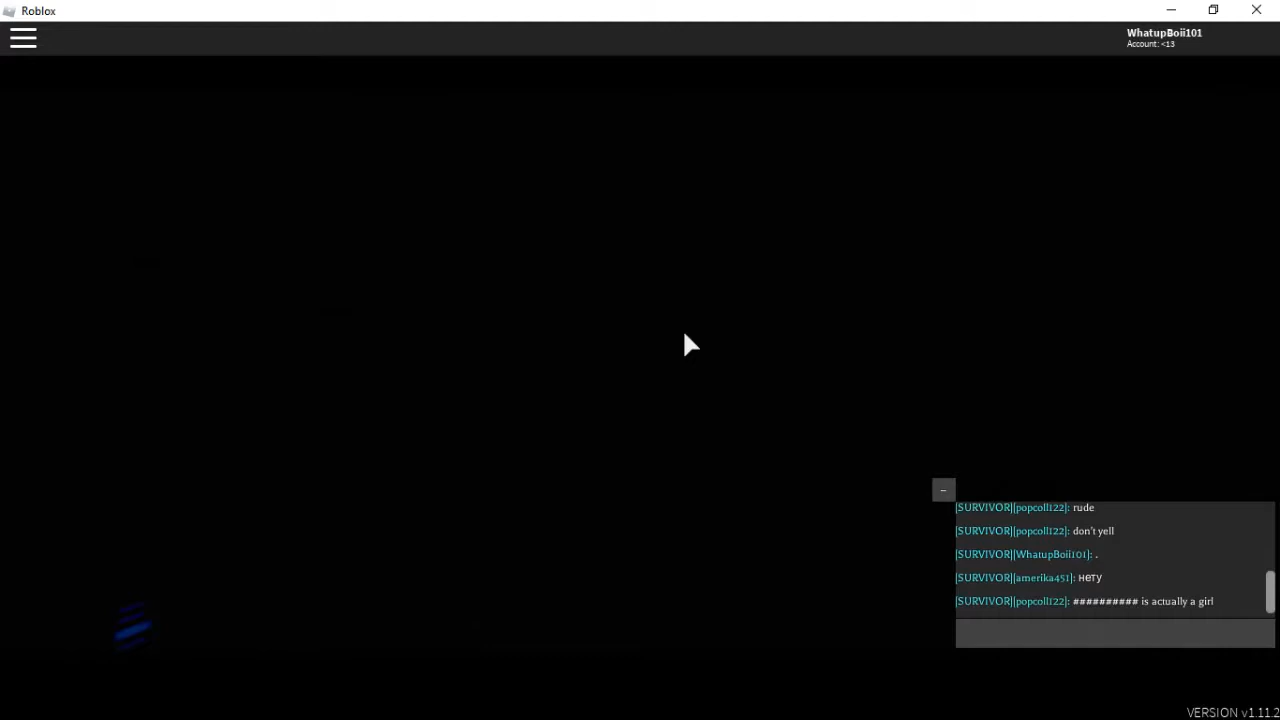 Roblox
WhatupBoii101
Account: <13
[SURVIVOR][popcoll122]: rude
[SURVIVOR][popcoll122]: don't yell
[SURVIVOR][WhatupBoii101]: .
[SURVIVOR][amerika451]: нету
[SURVIVOR][popcoll122]: ########## is actually a girl
VERSION v1.11.2